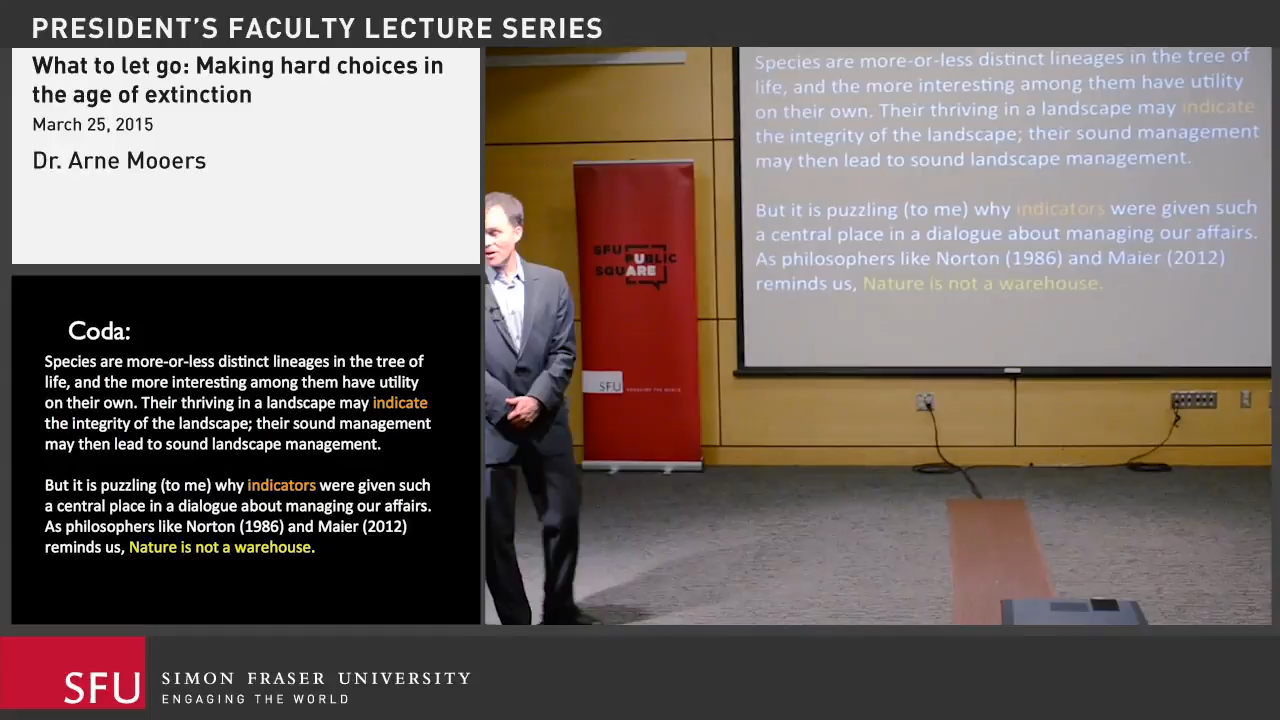 PRESIDENT'S FACULTY LECTURE SERIES
What to let go: Making hard choices in
the age of extinction
March 25, 2015
Dr. Arne Mooers
Coda:
Species are more-or-less distinct lineages in the tree of
life, and the more interesting among them have utility
on their own. Their thriving in a landscape may indicate
the integrity of the landscape; their sound management
may then lead to sound landscape management.
But it is puzzling (to me) why indicators were given such
a central place in a dialogue about managing our affairs.
As philosophers like Norton (1986) and Maier (2012)
reminds us, Nature is not a warehouse.
SFU PUBLIC
SQUARE
SFU
ENGAGING THE WORLD
Species are more-or-less distinct lineages in the tree of
life, and the more interesting among them have utility
on their own. Their thriving in a landscape may indicate
the integrity of the landscape; their sound management
may then lead to sound landscape management.
But it is puzzling (to me) why indicators were given such
a central place in a dialogue about managing our affairs.
As philosophers like Norton (1986) and Maier (2012)
reminds us, Nature is not a warehouse.
SFU
SIMON FRASER UNIVERSITY
ENGAGING THE WORLD